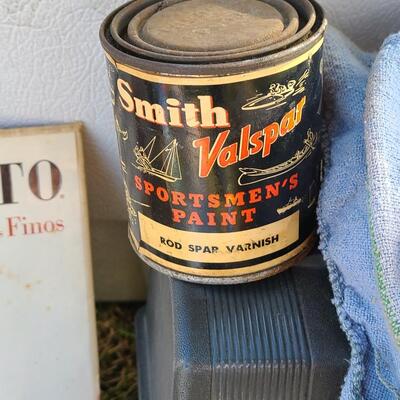 Smith
Valspar
SPORTSMEN'S
PAINT
ROD SPAR VARNISH
TO
Finos